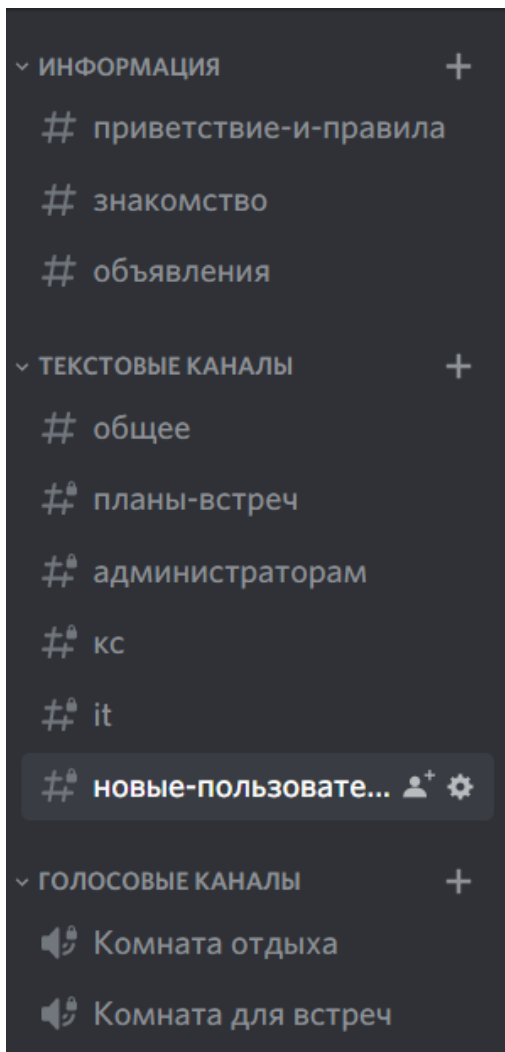 ИНФОРМАЦИЯ
приветствие-и-правила
знакомство
объявления
ТЕКСТОВЫЕ КАНАЛЫ
общее
планы-встреч
администраторам
кс
it
новые-пользовате...
ГОЛОСОВЫЕ КАНАЛЫ
Комната отдыха
Комната для встреч